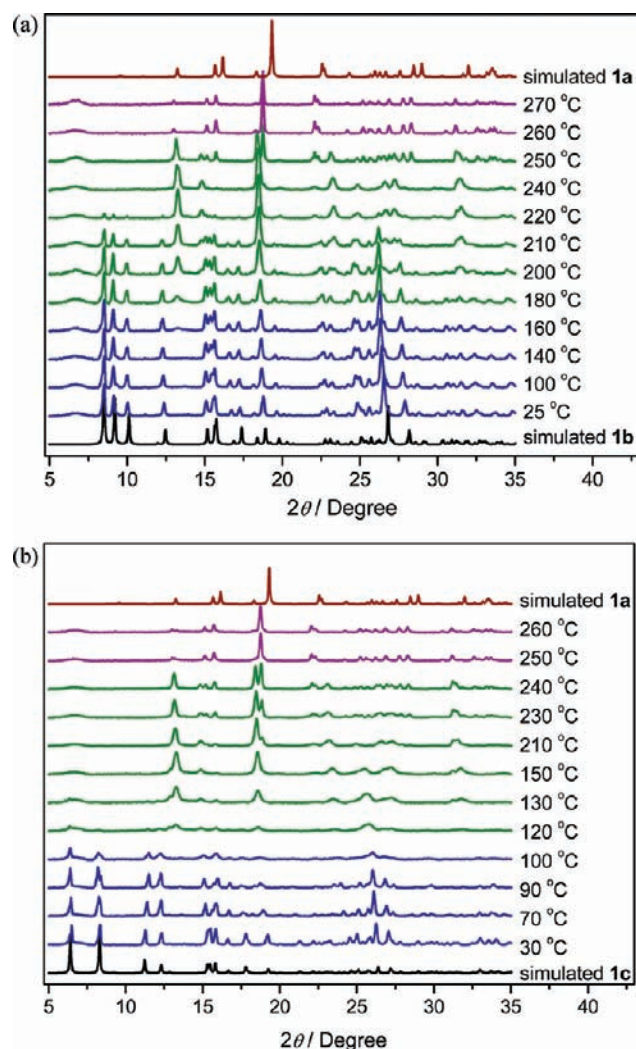 (a)
simulated 1a
270 °C
260 °C
250 °C
240 °C
220 °C
210 °C
200 °C
180 °C
160 °C
140 °C
100 °C
25 °C
simulated 1b
5 10 15 20 25 30 35 40
2θ / Degree
(b)
simulated 1a
260 °C
250 °C
240 °C
230 °C
210 °C
150 °C
130 °C
120 °C
100 °C
90 °C
70 °C
30 °C
simulated 1c
5 10 15 20 25 30 35 40
2θ / Degree